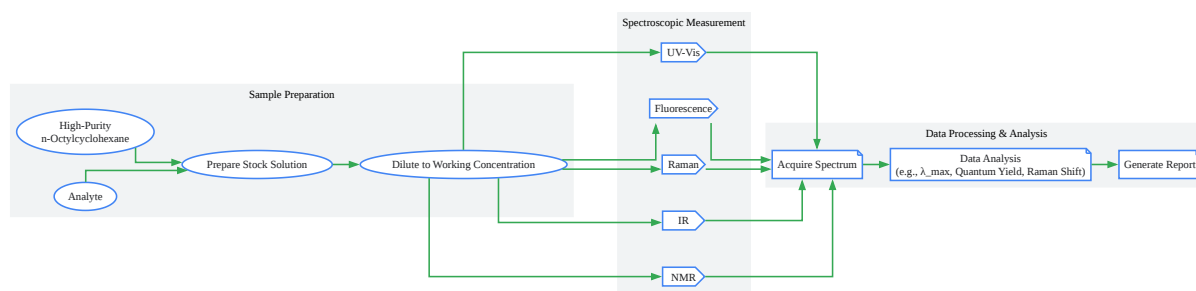 Spectroscopic Measurement
UV-Vis
Sample Preparation
High-Purity
n-Octylcyclohexane
Fluorescence
Data Processing & Analysis
Prepare Stock Solution
Dilute to Working Concentration
Raman
Acquire Spectrum
Data Analysis
(e.g., λ_max, Quantum Yield, Raman Shift)
Generate Report
Analyte
IR
NMR